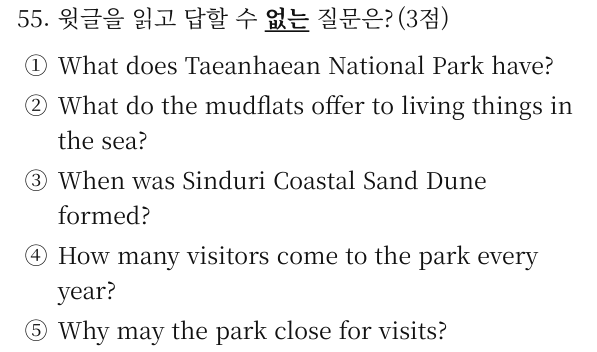 55. 윗글을 읽고 답할 수 없는 질문은?(3점)
① What does Taeanhaean National Park have?
② What do the mudflats offer to living things in
the sea?
③ When was Sinduri Coastal Sand Dune
formed?
④ How many visitors come to the park every
year?
⑤ Why may the park close for visits?